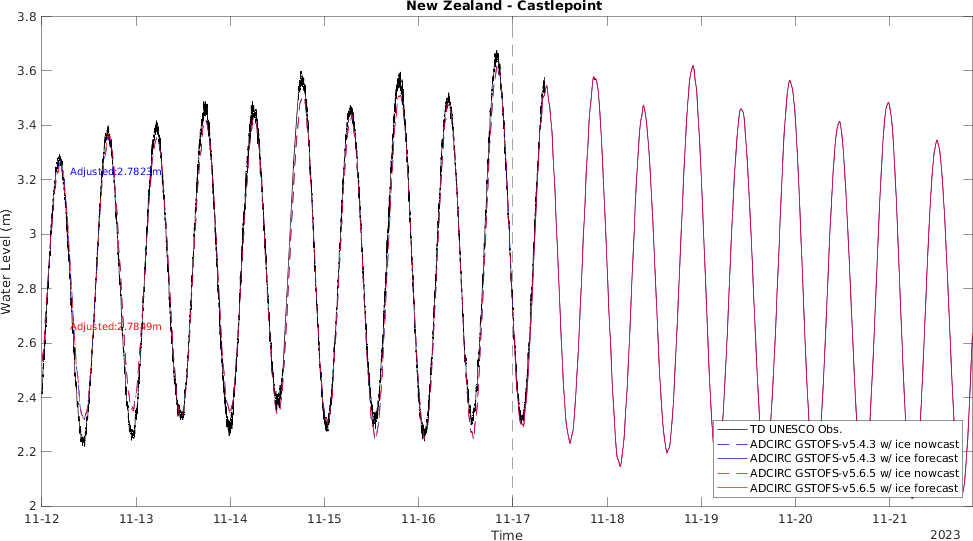 New Zealand - Castlepoint
3.8
3.6
3.4
3.2
3
2.8
2.6
2.4
2.2
2
Water Level (m)
Adjusted:2.7823m
Adjusted:2.7849m
TD UNESCO Obs.
ADCIRC GSTOFS-v5.4.3 w/ ice nowcast
ADCIRC GSTOFS-v5.4.3 w/ ice forecast
ADCIRC GSTOFS-v5.6.5 w/ ice nowcast
ADCIRC GSTOFS-v5.6.5 w/ ice forecast
11-12 11-13 11-14 11-15 11-16 11-17 11-18 11-19 11-20 11-21
Time
2023